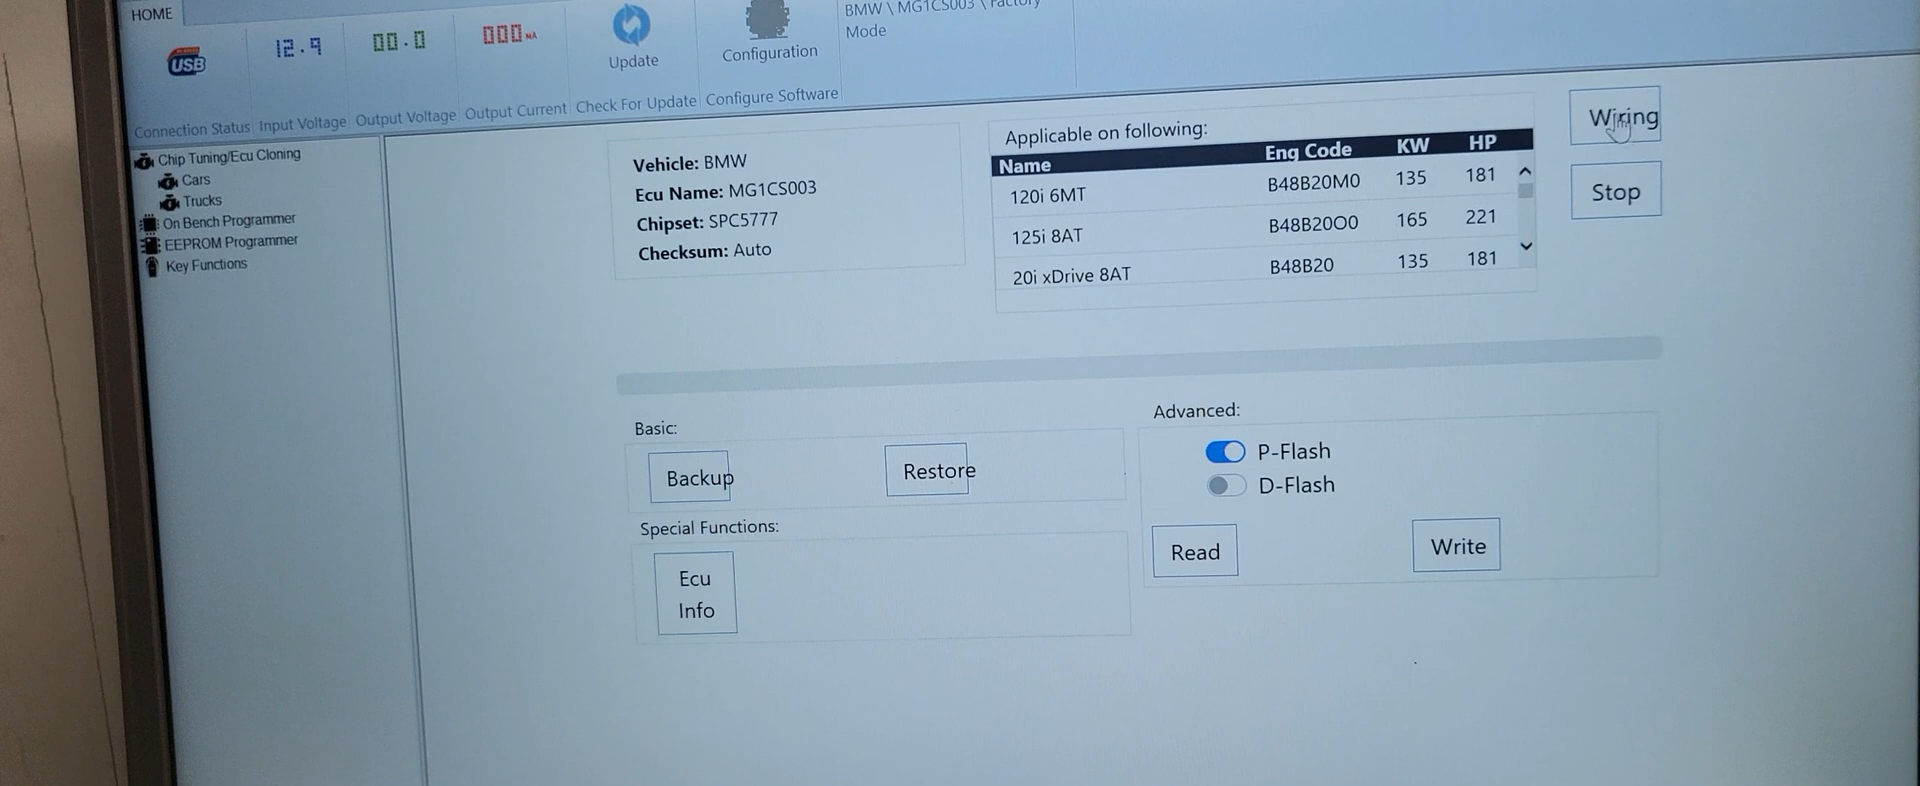 HOME
BMW \ MG1CS003 \ Factory
Mode
USB
12.9
00.0
000 MA
Update
Configuration
Connection Status
Input Voltage
Output Voltage
Output Current
Check For Update
Configure Software
Chip Tuning/Ecu Cloning
Cars
Trucks
On Bench Programmer
EEPROM Programmer
Key Functions
Vehicle: BMW
Ecu Name: MG1CS003
Chipset: SPC5777
Checksum: Auto
Applicable on following:
Name Eng Code KW HP
120i 6MT B48B20M0 135 181
125i 8AT B48B20O0 165 221
20i xDrive 8AT B48B20 135 181
Wiring
Stop
Basic:
Backup
Restore
Special Functions:
Ecu
Info
Advanced:
P-Flash
D-Flash
Read
Write